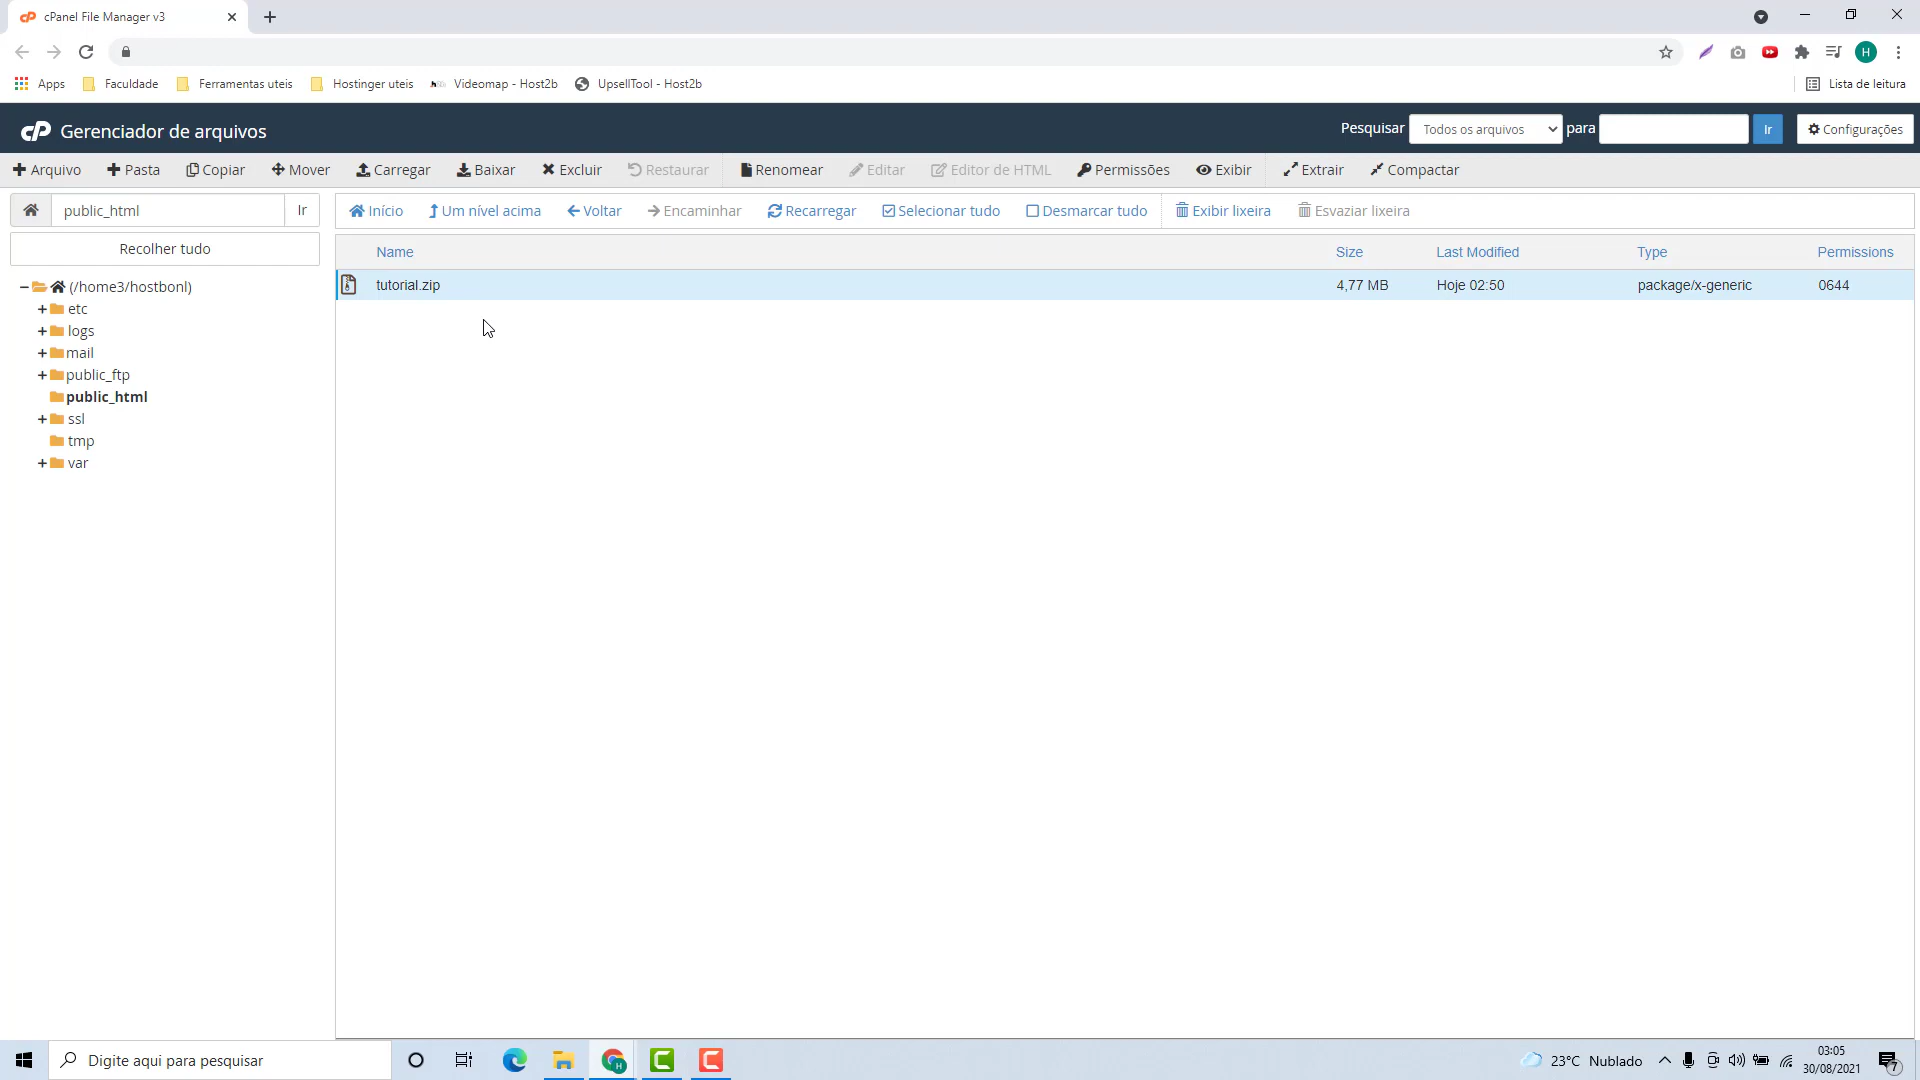 cPanel File Manager v3
Apps Faculdade Ferramentas uteis Hostinger uteis Videomap - Host2b UpsellTool - Host2b Lista de leitura
H
cP Gerenciador de arquivos Pesquisar Todos os arquivos para Ir Configurações
Arquivo Pasta Copiar Mover Carregar Baixar Excluir Restaurar Renomear Editar Editor de HTML Permissões Exibir Extrair Compactar
public_html Ir Início Um nível acima Voltar Encaminhar Recarregar Selecionar tudo Desmarcar tudo Exibir lixeira Esvaziar lixeira
Recolher tudo
Name Size Last Modified Type Permissions
tutorial.zip 4,77 MB Hoje 02:50 package/x-generic 0644
(/home3/hostbonl)
etc
logs
mail
public_ftp
public_html
ssl
tmp
var
Digite aqui para pesquisar
23°C Nublado
03:05
30/08/2021
7